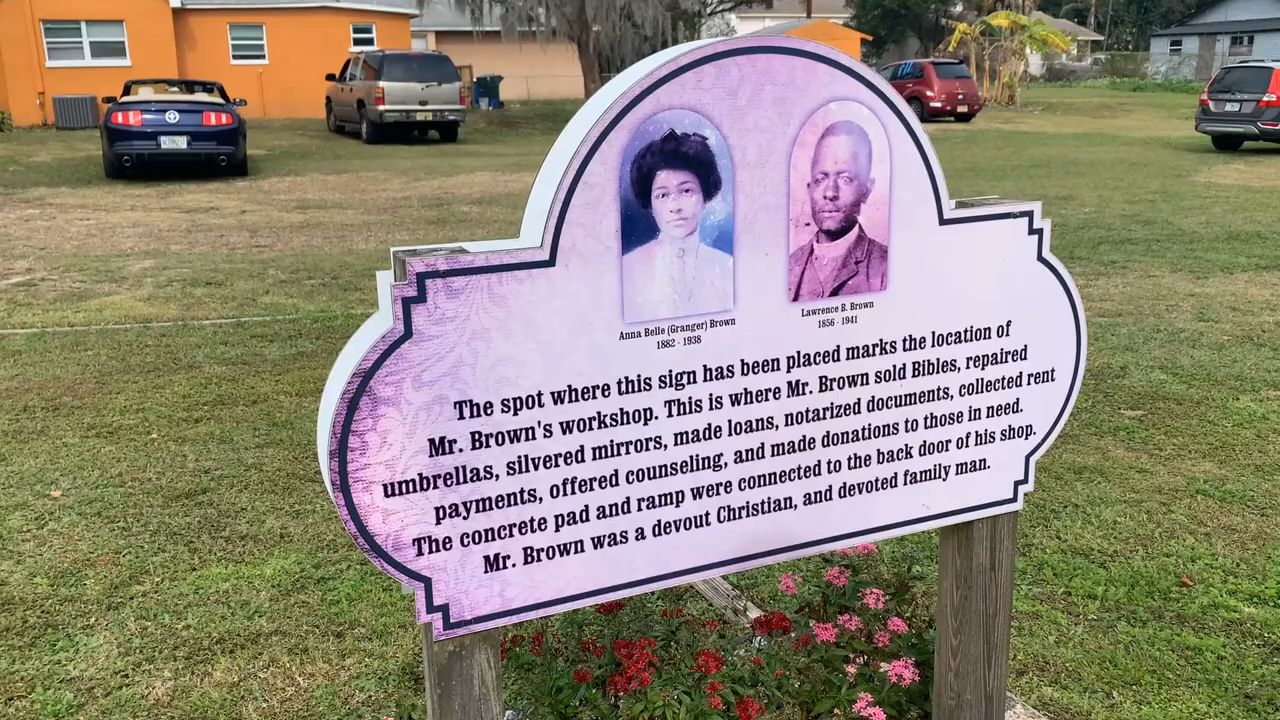 Anna Belle (Granger) Brown
1882 - 1938
Lawrence B. Brown
1856 - 1941
The spot where this sign has been placed marks the location of
Mr. Brown's workshop. This is where Mr. Brown sold Bibles, repaired
umbrellas, silvered mirrors, made loans, notarized documents, collected rent
payments, offered counseling, and made donations to those in need.
The concrete pad and ramp were connected to the back door of his shop.
Mr. Brown was a devout Christian, and devoted family man.